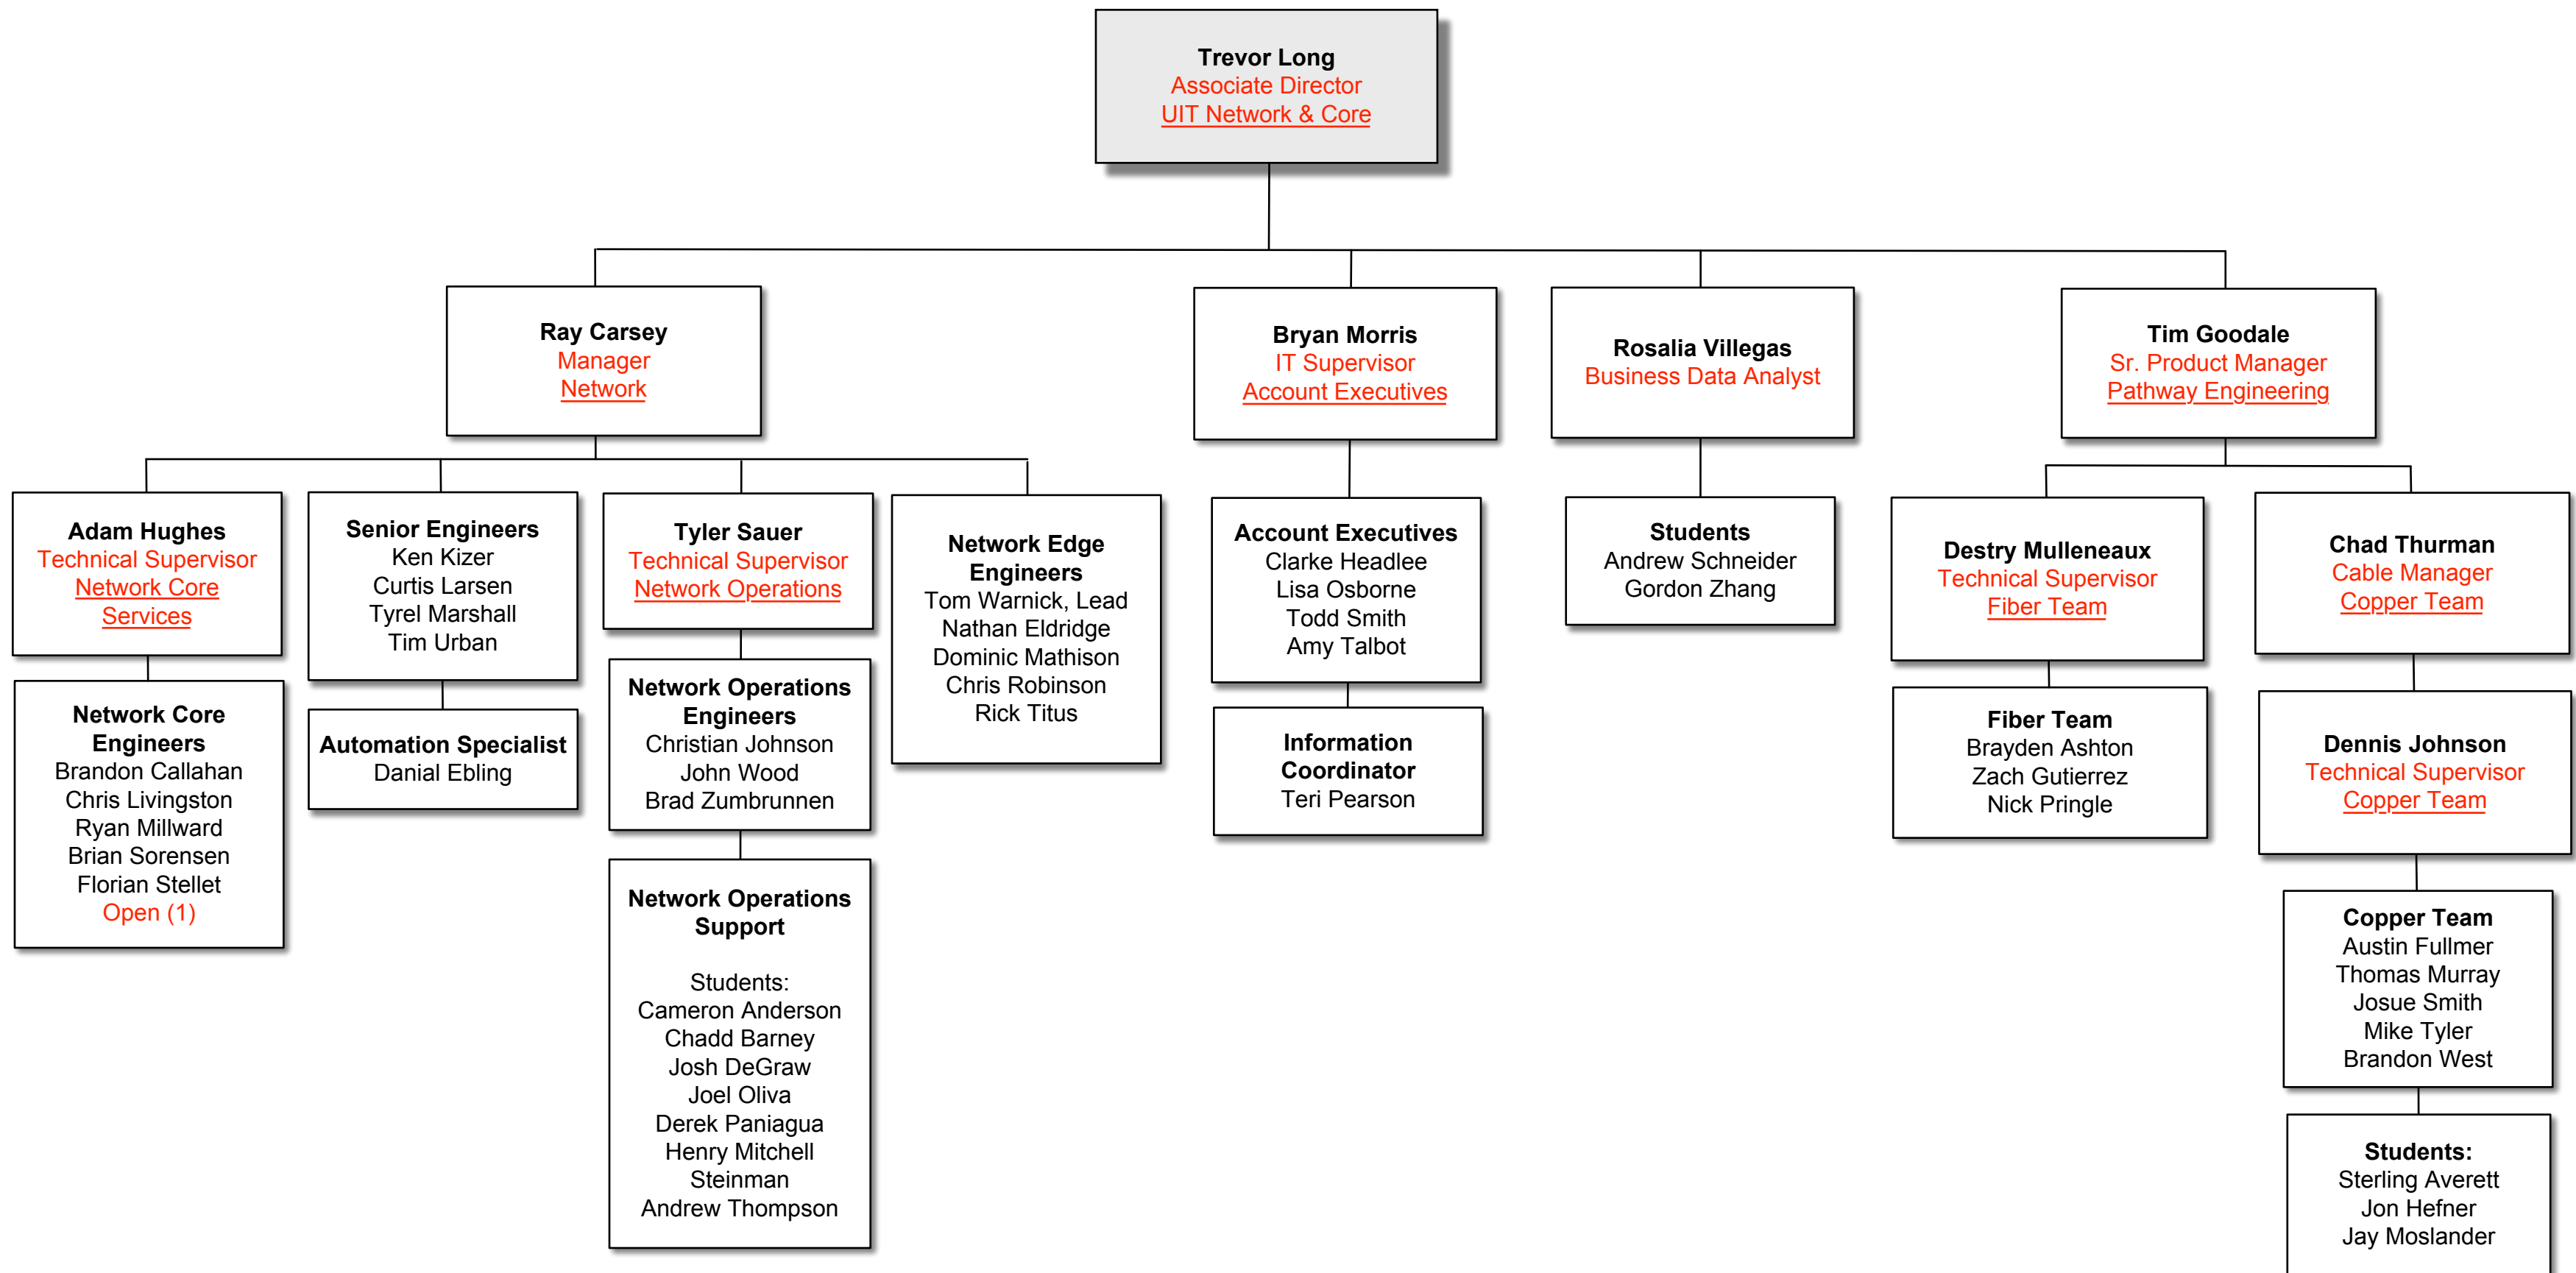 Trevor Long
Associate Director
UIT Network & Core
Ray Carsey
Manager
Network
Bryan Morris
IT Supervisor
Account Executives
Rosalia Villegas
Business Data Analyst
Tim Goodale
Sr. Product Manager
Pathway Engineering
Adam Hughes
Technical Supervisor
Network Core
Services
Senior Engineers
Ken Kizer
Curtis Larsen
Tyrel Marshall
Tim Urban
Tyler Sauer
Technical Supervisor
Network Operations
Network Edge
Engineers
Tom Warnick, Lead
Nathan Eldridge
Dominic Mathison
Chris Robinson
Rick Titus
Account Executives
Clarke Headlee
Lisa Osborne
Todd Smith
Amy Talbot
Students
Andrew Schneider
Gordon Zhang
Destry Mulleneaux
Technical Supervisor
Fiber Team
Chad Thurman
Cable Manager
Copper Team
Network Core
Engineers
Brandon Callahan
Chris Livingston
Ryan Millward
Brian Sorensen
Florian Stellet
Open (1)
Automation Specialist
Danial Ebling
Network Operations
Engineers
Christian Johnson
John Wood
Brad Zumbrunnen
Information
Coordinator
Teri Pearson
Fiber Team
Brayden Ashton
Zach Gutierrez
Nick Pringle
Dennis Johnson
Technical Supervisor
Copper Team
Network Operations
Support
Students:
Cameron Anderson
Chadd Barney
Josh DeGraw
Joel Oliva
Derek Paniagua
Henry Mitchell
Steinman
Andrew Thompson
Copper Team
Austin Fullmer
Thomas Murray
Josue Smith
Mike Tyler
Brandon West
Students:
Sterling Averett
Jon Hefner
Jay Moslander